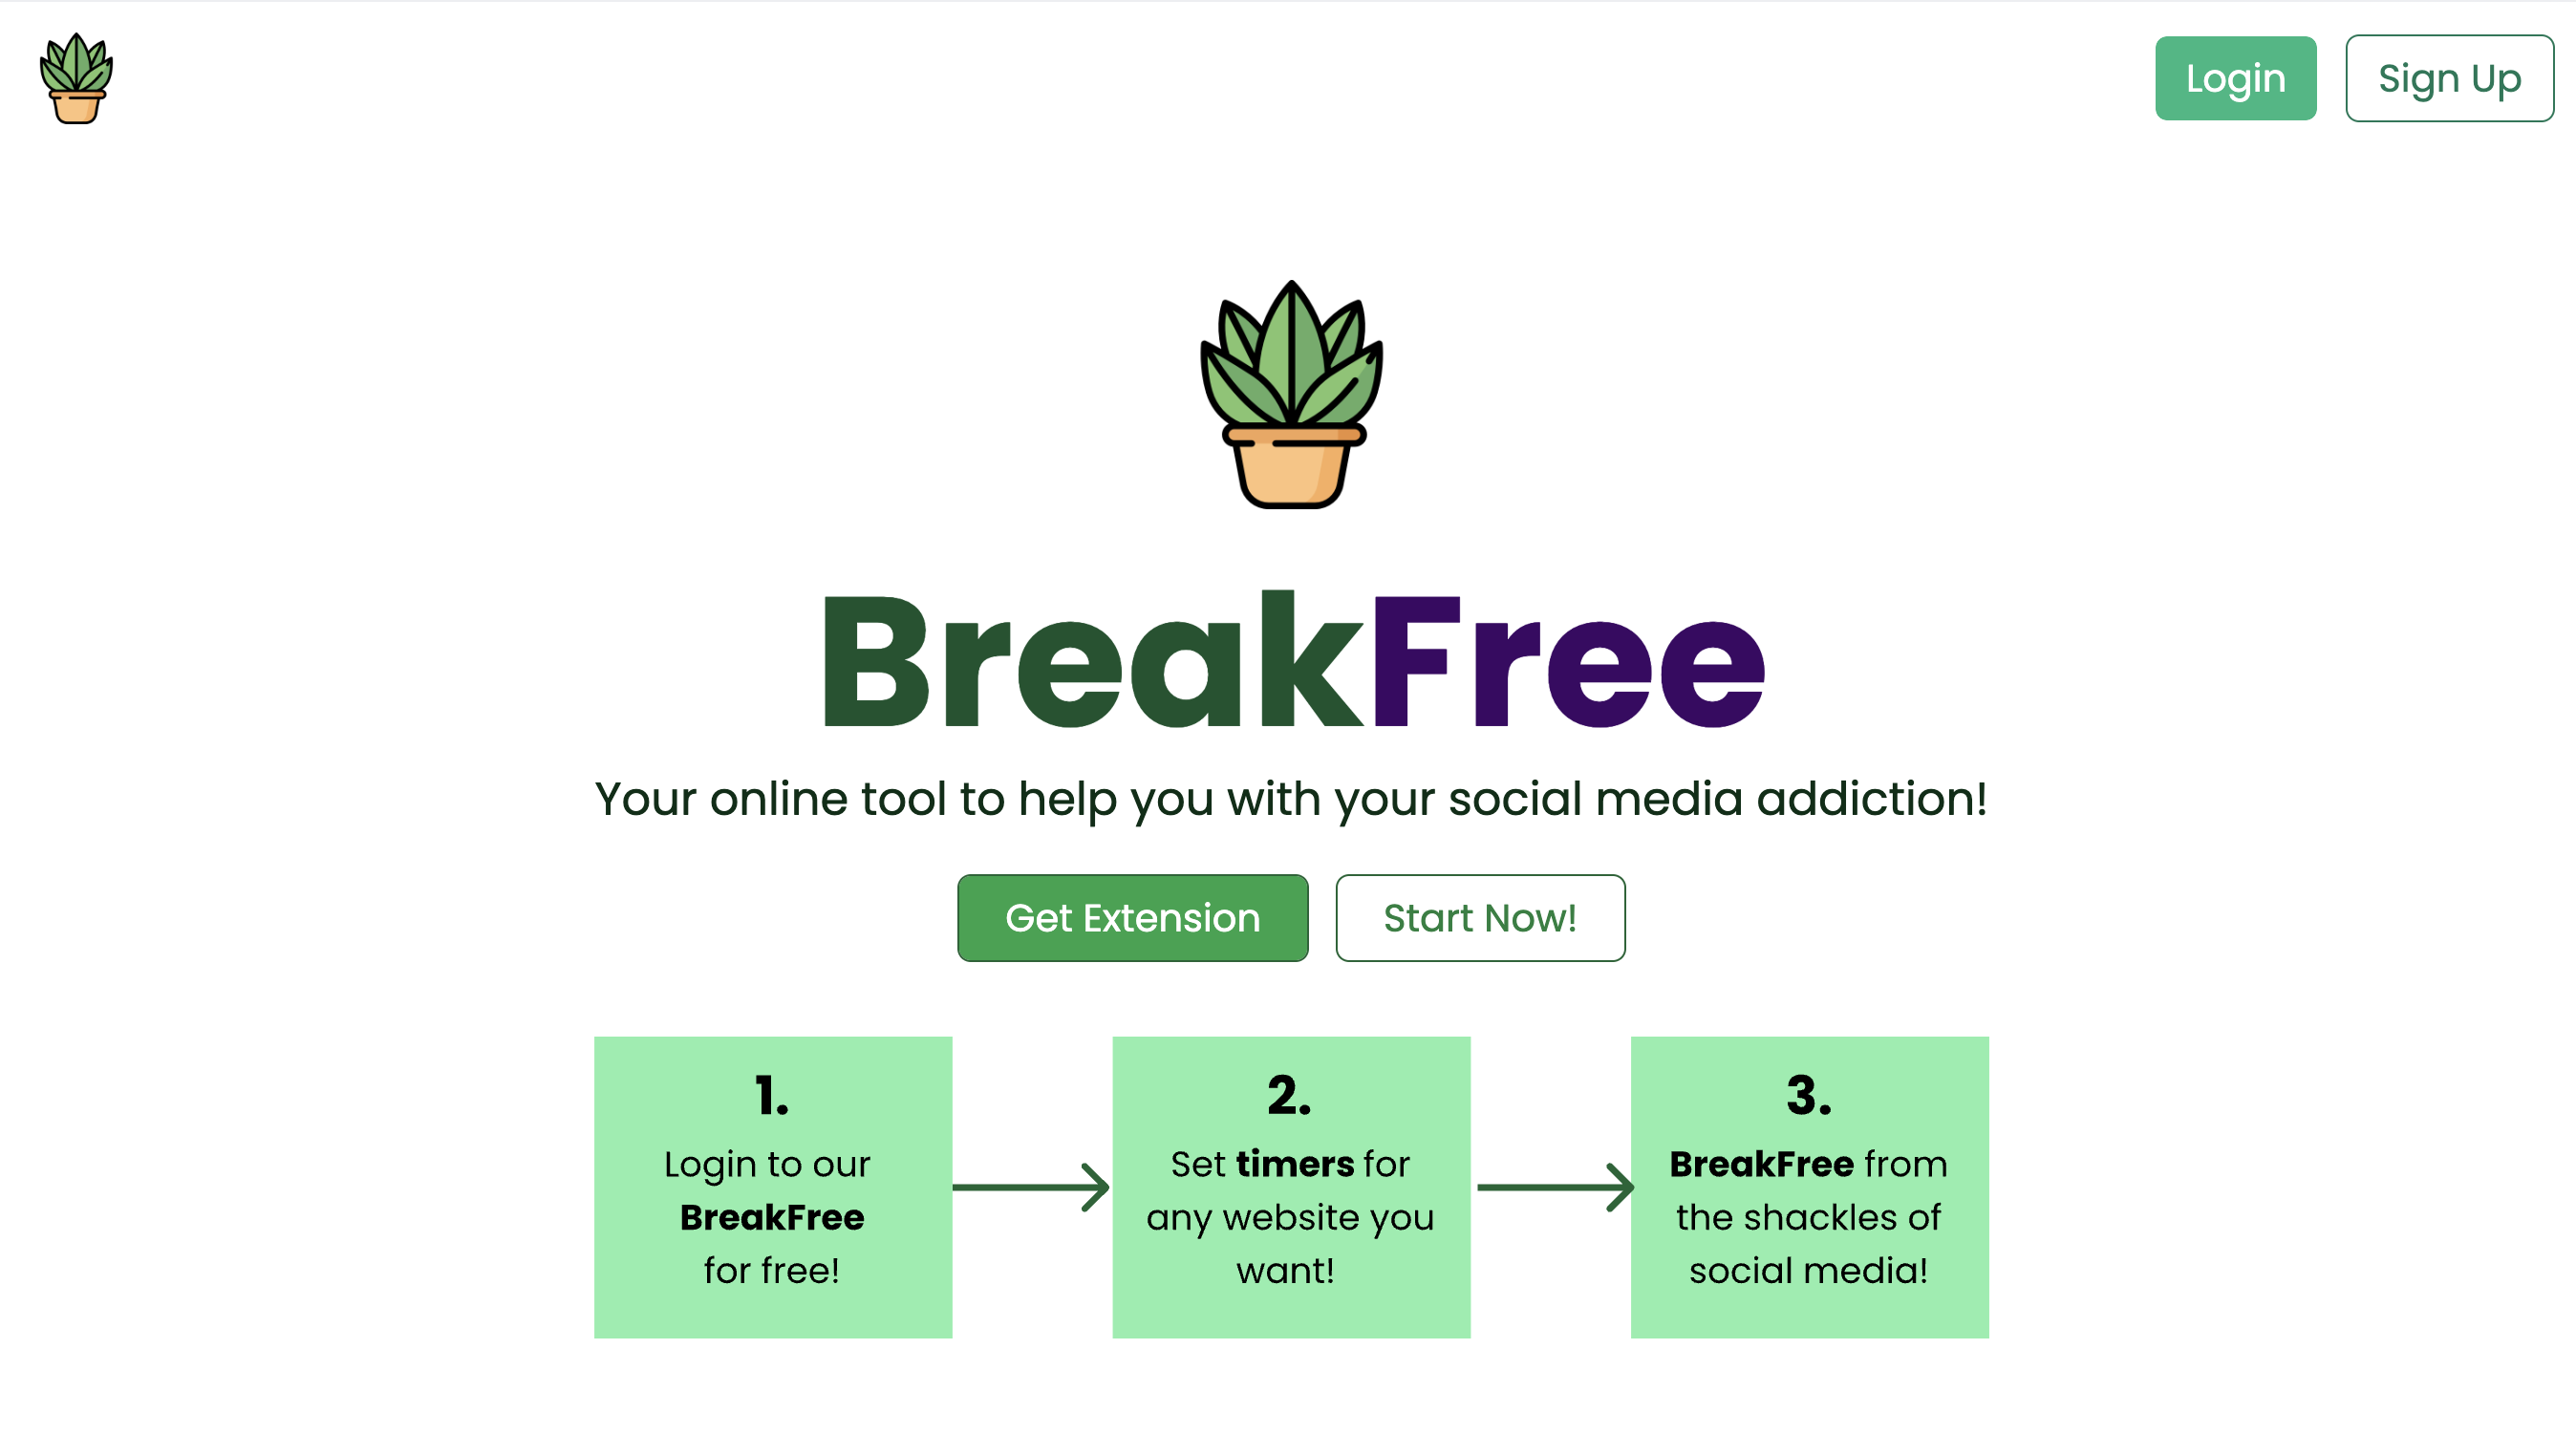 Login
Sign Up
BreakFree
Your online tool to help you with your social media addiction!
Get Extension
Start Now!
1.
Login to our
BreakFree
for free!
2.
Set timers for
any website you
want!
3.
BreakFree from
the shackles of
social media!